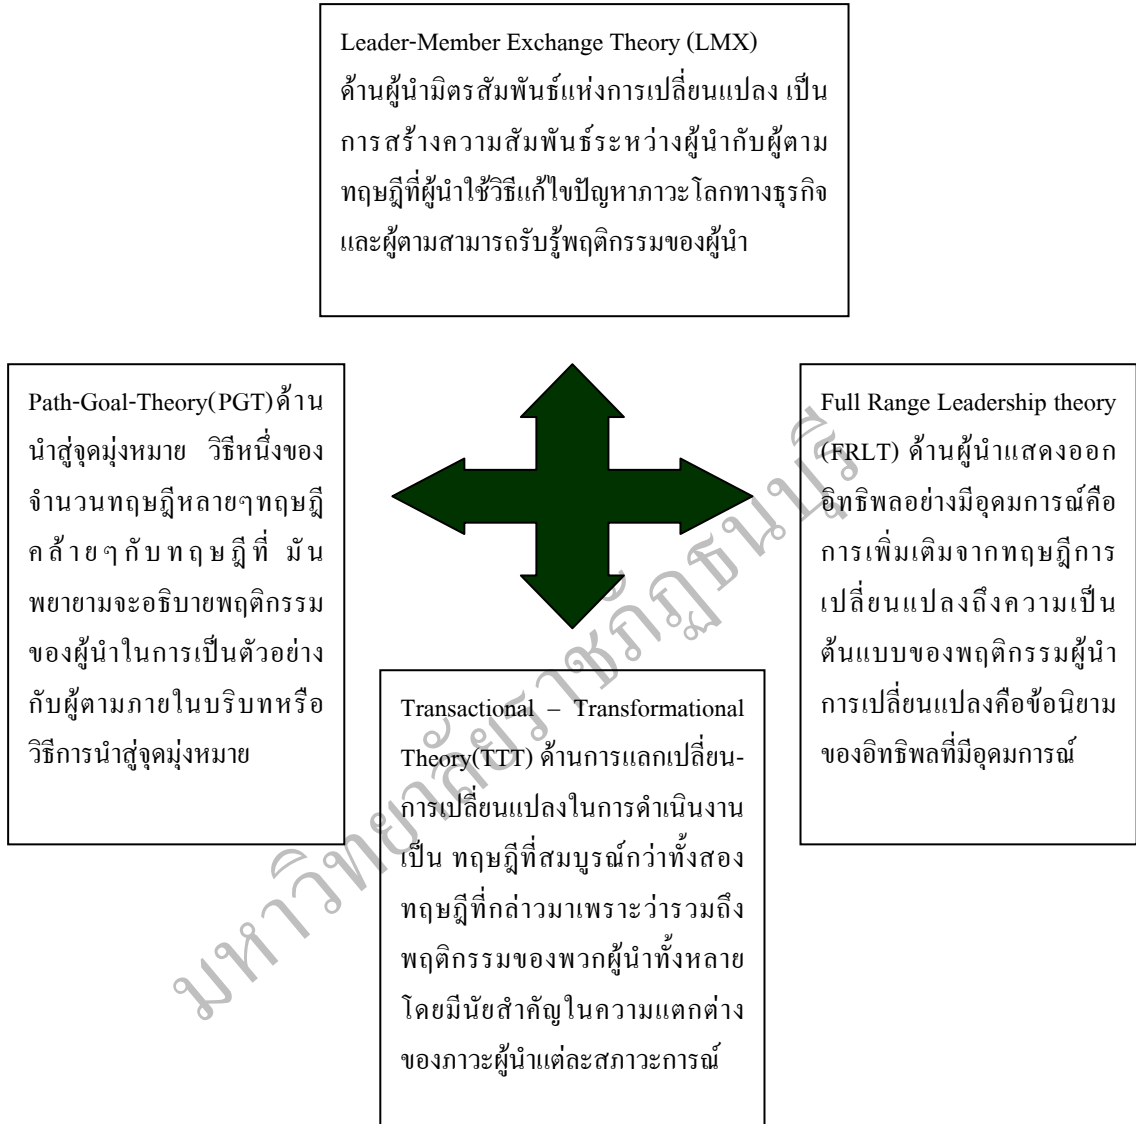 Leader-Member Exchange Theory (LMX)
ด้านผู้นำมิตรสัมพันธ์แห่งการเปลี่ยนแปลง เป็น
การสร้างความสัมพันธ์ระหว่างผู้นำกับผู้ตาม
ทฤษฎีที่ผู้นำใช้วิธีแก้ไขปัญหาภาวะโลกทางธุรกิจ
และผู้ตามสามารถรับรู้พฤติกรรมของผู้นำ
Path-Goal-Theory(PGT)ด้าน
นำสู่จุดมุ่งหมาย วิธีหนึ่งของ
จำนวนทฤษฎีหลายๆทฤษฎี
คล้ายๆกับทฤษฎีที่ มัน
พยายามจะอธิบายพฤติกรรม
ของผู้นำในการเป็นตัวอย่าง
กับผู้ตามภายในบริบทหรือ
วิธีการนำสู่จุดมุ่งหมาย
Full Range Leadership theory
(FRLT) ด้านผู้นำแสดงออก
อิทธิพลอย่างมีอุดมการณ์คือ
การเพิ่มเติมจากทฤษฎีการ
เปลี่ยนแปลงถึงความเป็น
ต้นแบบของพฤติกรรมผู้นำ
การเปลี่ยนแปลงคือข้อนิยาม
ของอิทธิพลที่มีอุดมการณ์
Transactional – Transformational
Theory(TTT) ด้านการแลกเปลี่ยน-
การเปลี่ยนแปลงในการดำเนินงาน
เป็น ทฤษฎีที่สมบูรณ์กว่าทั้งสอง
ทฤษฎีที่กล่าวมาเพราะว่ารวมถึง
พฤติกรรมของพวกผู้นำทั้งหลาย
โดยมีนัยสำคัญในความแตกต่าง
ของภาวะผู้นำแต่ละสภาวะการณ์
มหาวิทยาลัยราชภัฏธนบุรี